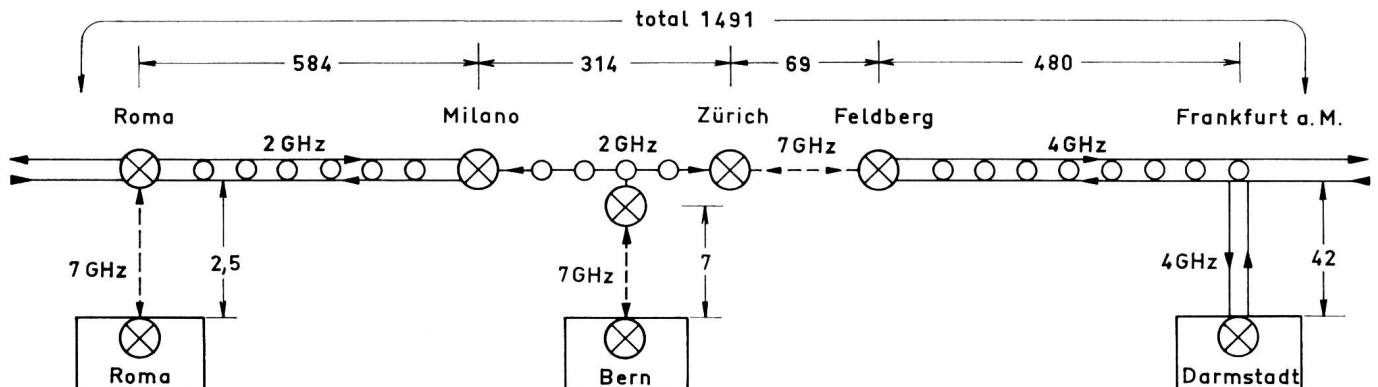 total 1491
584 314 69 480
Roma Milano Zürich Feldberg Frankfurt a. M.
2 GHz 2 GHz 7 GHz 4 GHz
7 GHz 2,5 7 GHz 7 4 GHz 42
Roma Bern Darmstadt